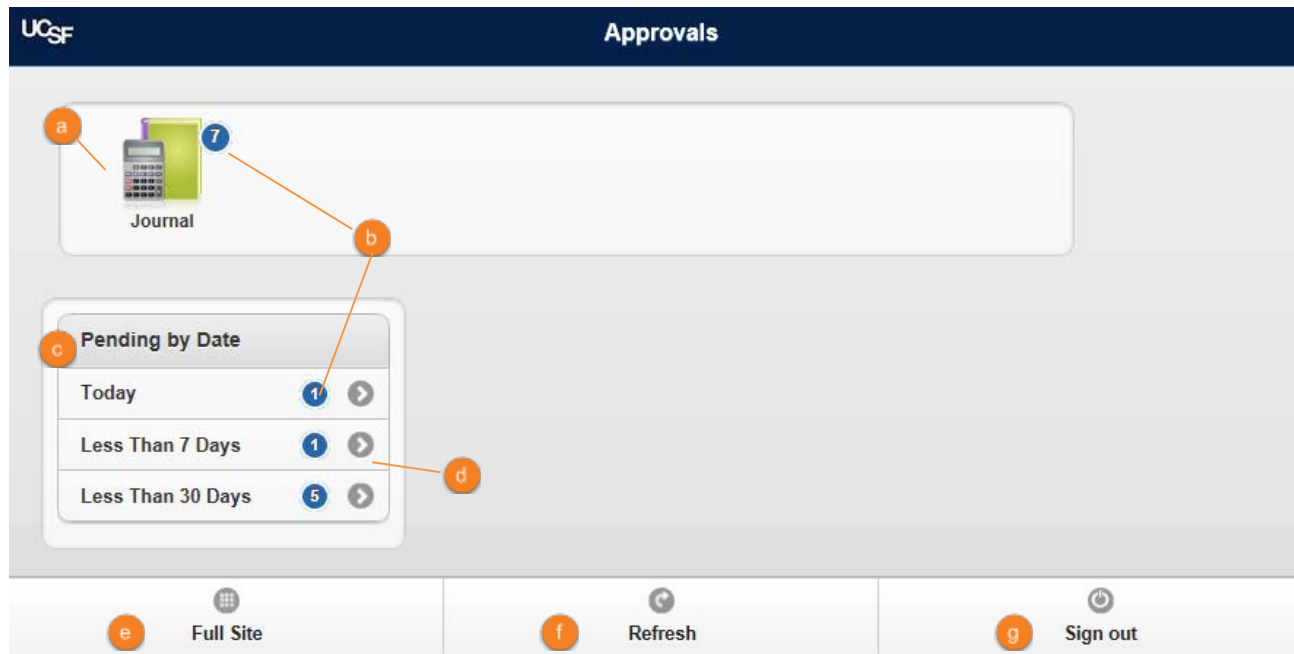 UCSF Approvals
a
7
Journal
b
Pending by Date
c
Today 1
Less Than 7 Days 1
d
Less Than 30 Days 5
e Full Site f Refresh g Sign out